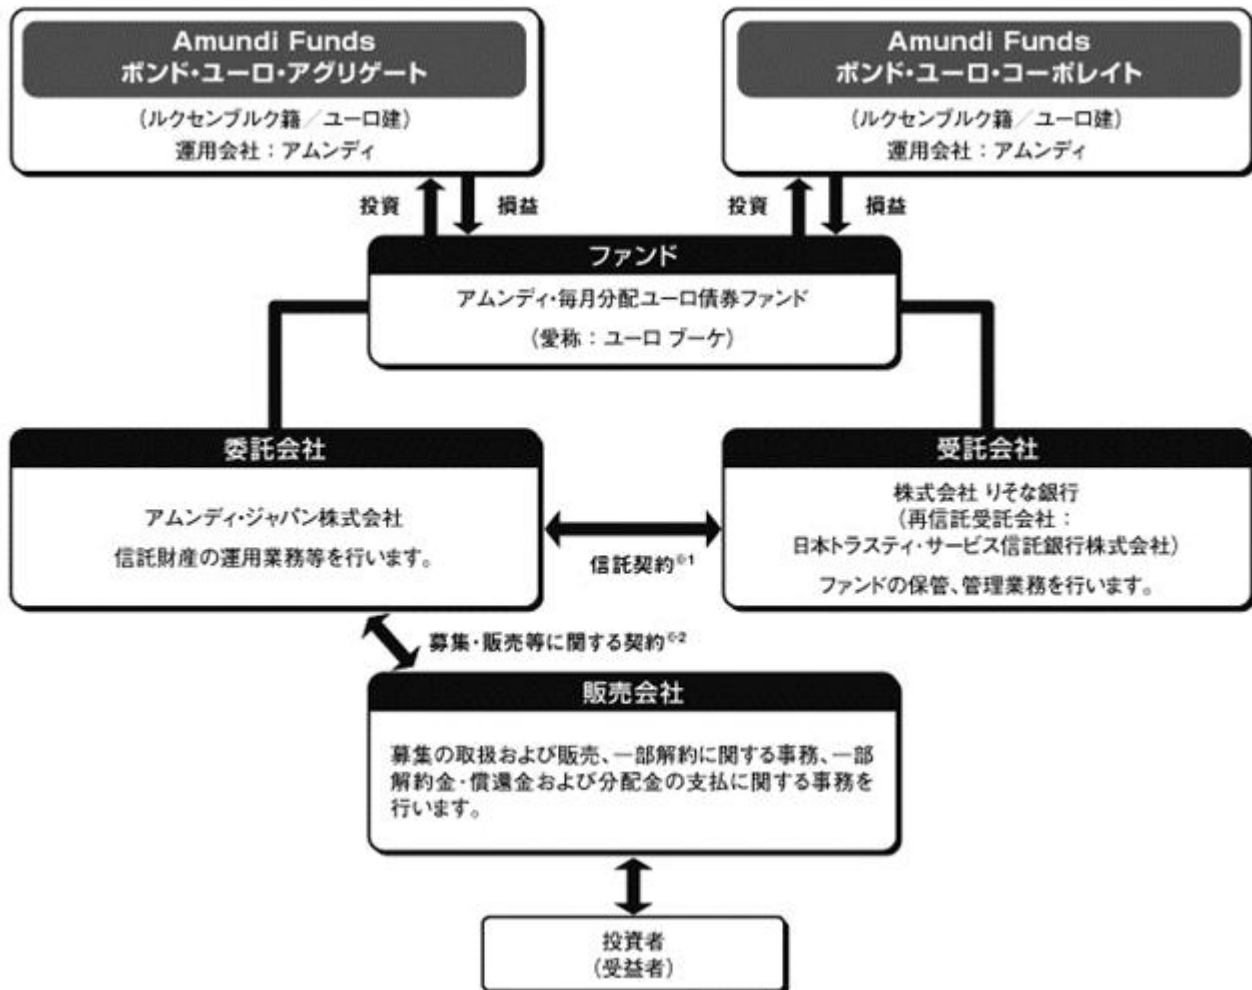 Amundi Funds
ボンド・ユーロ・アグリゲート
(ルクセンブルク籍／ユーロ建)
運用会社：アムンディ
Amundi Funds
ボンド・ユーロ・コーポレイト
(ルクセンブルク籍／ユーロ建)
運用会社：アムンディ
投資
損益
投資
損益
ファンド
アムンディ・毎月分配ユーロ債券ファンド
(愛称：ユーロ ブーケ)
委託会社
アムンディ・ジャパン株式会社
信託財産の運用業務等を行います。
信託契約※1
受託会社
株式会社 りそな銀行
(再信託受託会社：
日本トラスティ・サービス信託銀行株式会社)
ファンドの保管、管理業務を行います。
募集・販売等に関する契約※2
販売会社
募集の取扱および販売、一部解約に関する事務、一部
解約金・償還金および分配金の支払に関する事務を
行います。
投資者
(受益者)